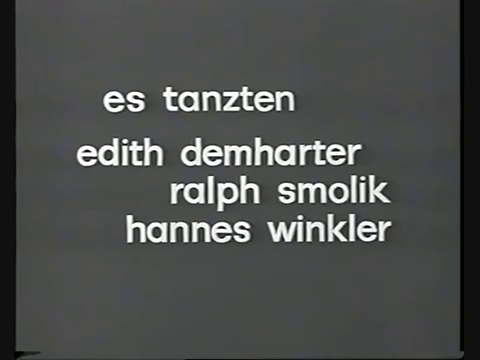 es tanzten
edith demharter
ralph smolik
hannes winkler